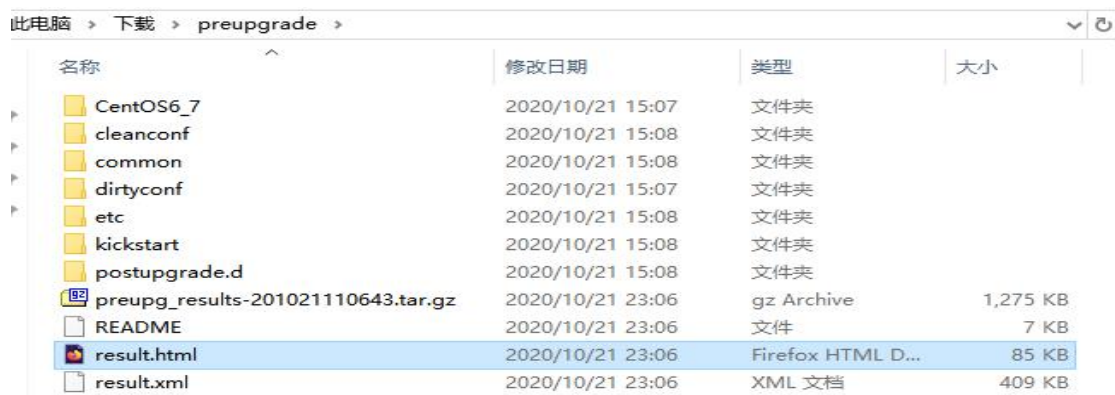 此电脑 > 下载 > preupgrade >
名称 修改日期 类型 大小
CentOS6_7 2020/10/21 15:07 文件夹
cleanconf 2020/10/21 15:08 文件夹
common 2020/10/21 15:08 文件夹
dirtyconf 2020/10/21 15:07 文件夹
etc 2020/10/21 15:08 文件夹
kickstart 2020/10/21 15:08 文件夹
postupgrade.d 2020/10/21 15:08 文件夹
preupg_results-201021110643.tar.gz 2020/10/21 23:06 gz Archive 1,275 KB
README 2020/10/21 23:06 文件 7 KB
result.html 2020/10/21 23:06 Firefox HTML D... 85 KB
result.xml 2020/10/21 23:06 XML 文档 409 KB